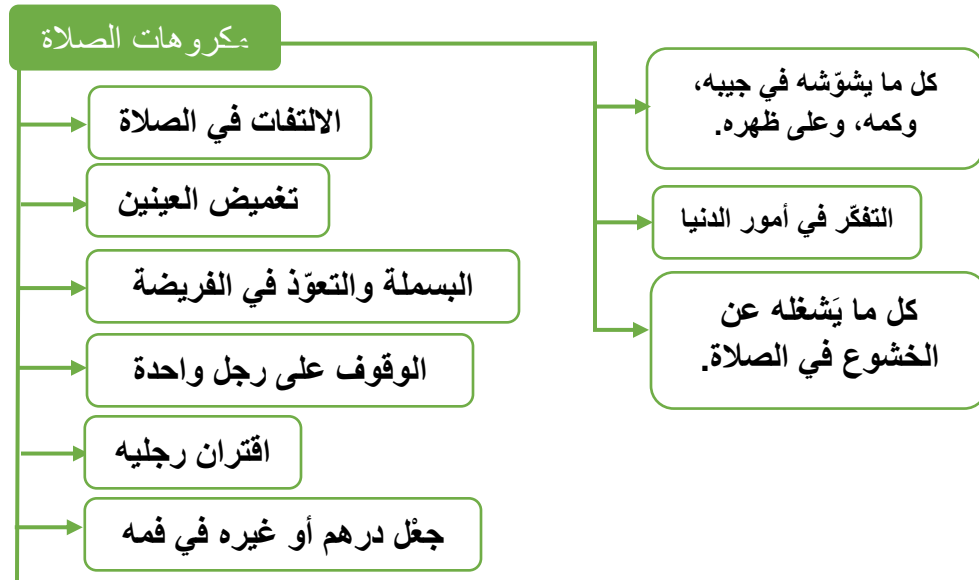 مكروهات الصلاة
الالتفات في الصلاة
تغميض العينين
البسملة والتعوّذ في الفريضة
الوقوف على رجل واحدة
اقتران رجليه
جعْل درهم أو غيره في فمه
كل ما يشوّشه في جيبه،
وكمه، وعلى ظهره.
التفكّر في أمور الدنيا
كل ما يَشغله عن
الخشوع في الصلاة.